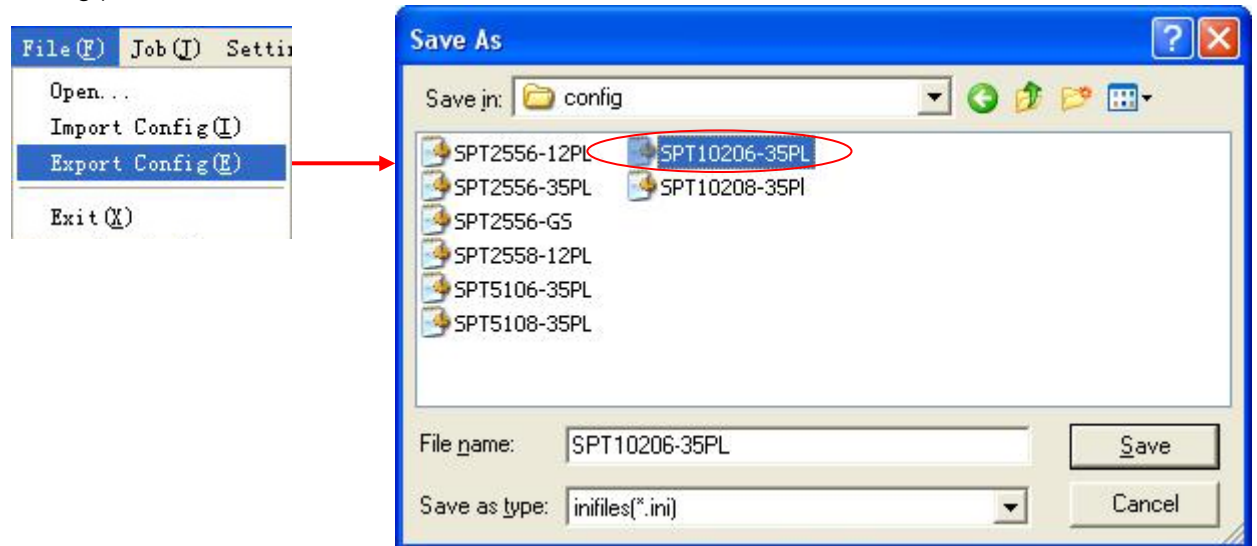 File(F) Job(J)
Open...
Import Config(I)
Export Config(E)
Exit(X)
Save As
Save in: config
SPT2556-12PL SPT10206-35PL
SPT2556-35PL SPT10208-35Pl
SPT2556-GS
SPT2558-12PL
SPT5106-35PL
SPT5108-35PL
File name: SPT10206-35PL Save
Save as type: inifiles(*.ini) Cancel